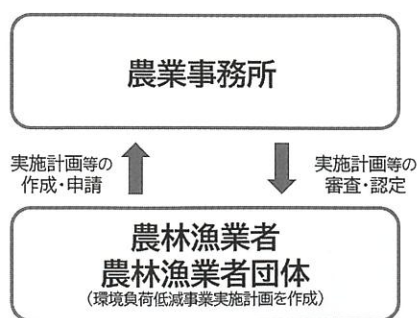 農業事務所
実施計画等の
作成・申請
実施計画等の
審査・認定
農林漁業者
農林漁業者団体
(環境負荷低減事業実施計画を作成)